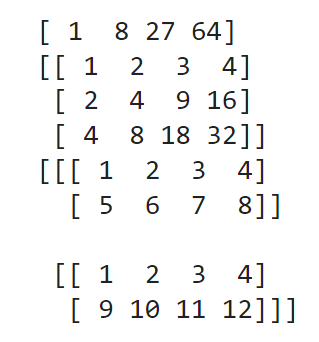 [ 1  8 27 64]
[[ 1  2  3  4]
 [ 2  4  9 16]
 [ 4  8 18 32]]
[[[ 1  2  3  4]
  [ 5  6  7  8]]

 [[ 1  2  3  4]
  [ 9 10 11 12]]]